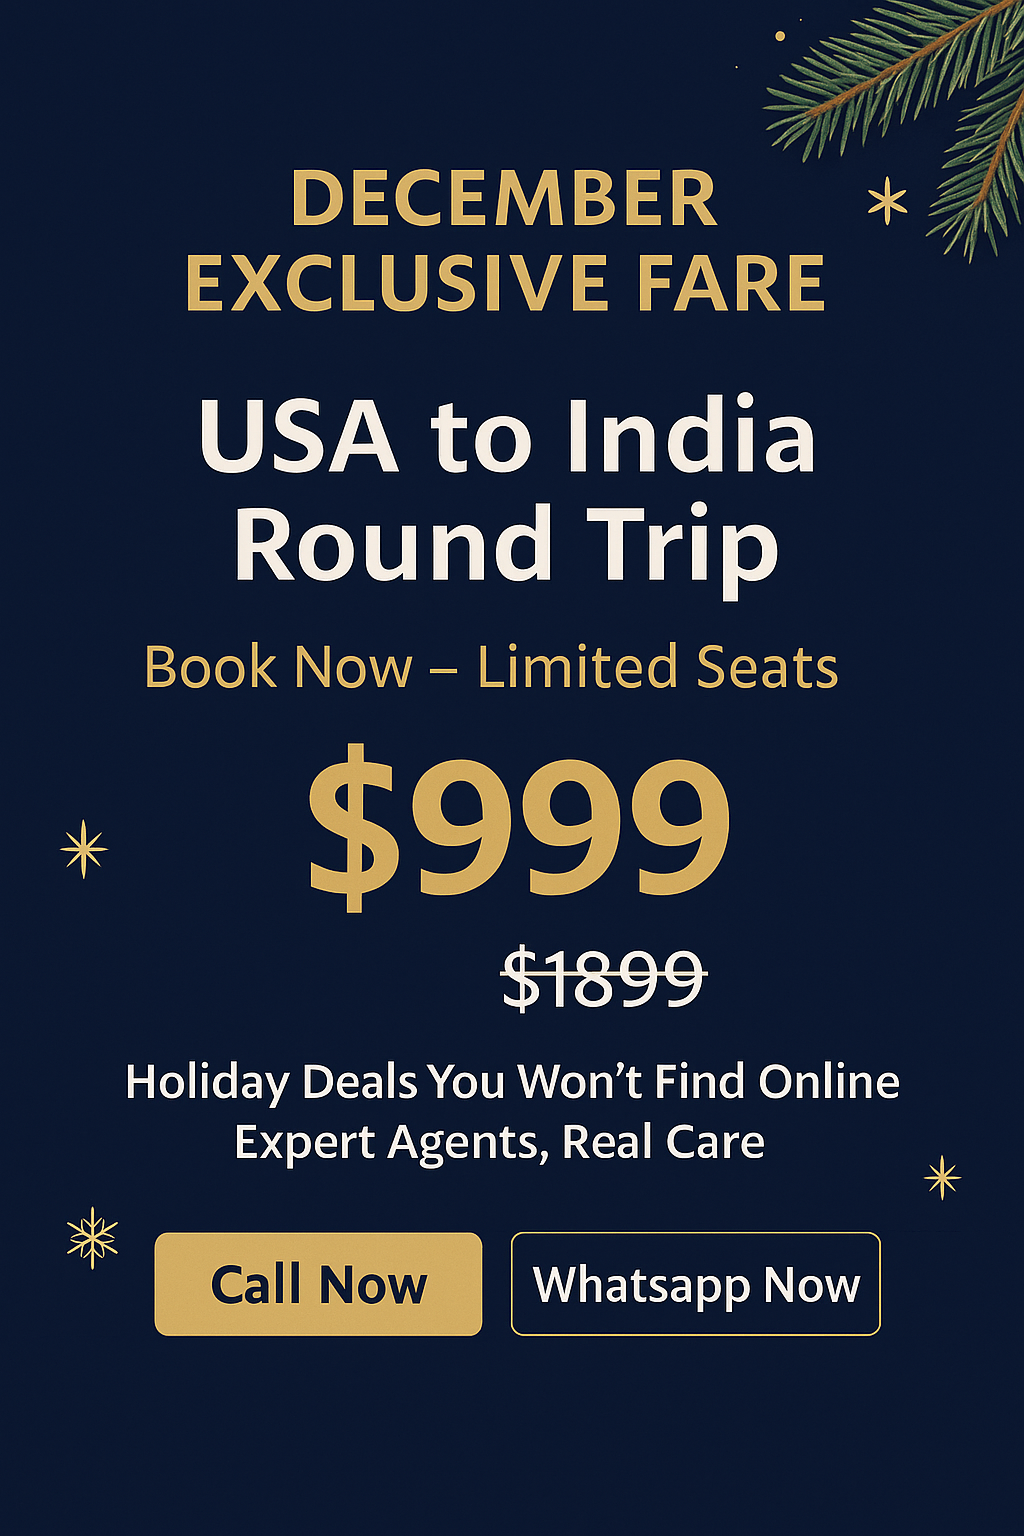 DECEMBER
EXCLUSIVE FARE
USA to India
Round Trip
Book Now – Limited Seats
$999
$1899
Holiday Deals You Won’t Find Online
Expert Agents, Real Care
Call Now
Whatsapp Now